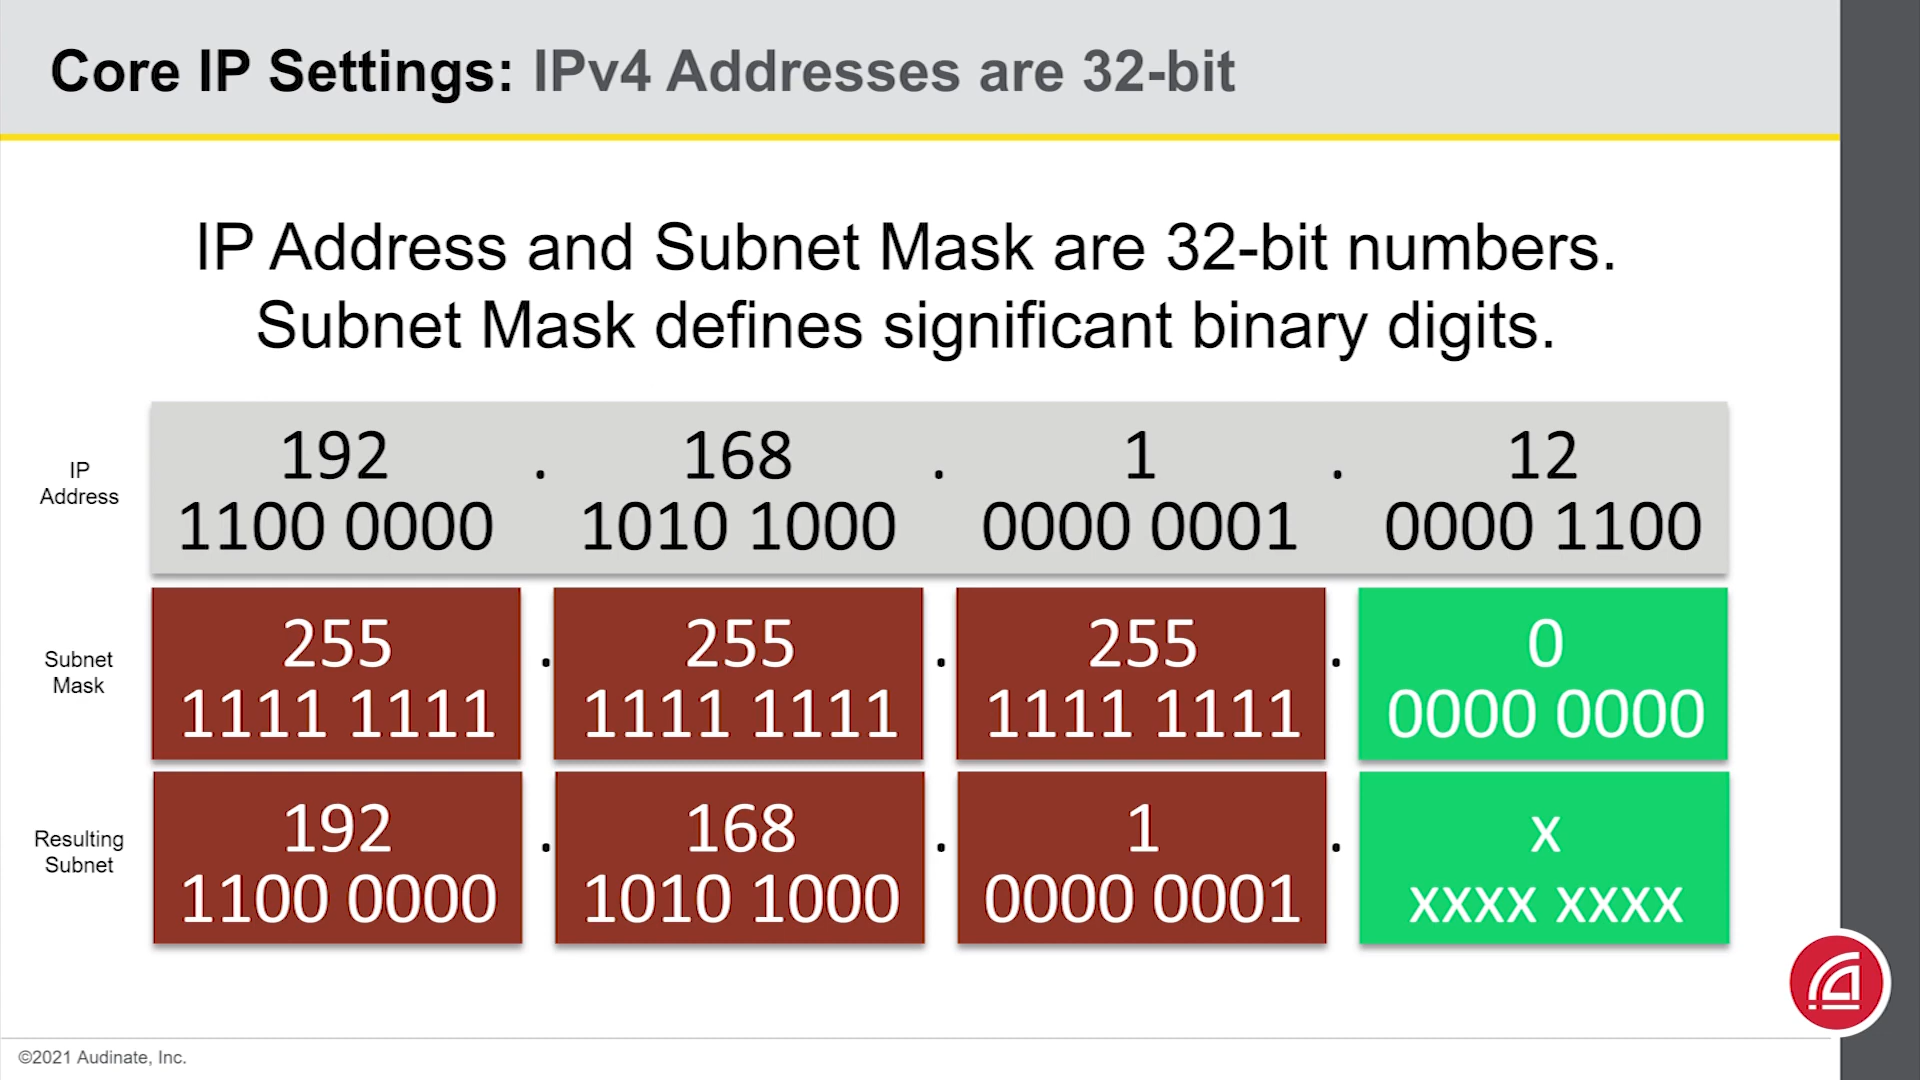 Core IP Settings: IPv4 Addresses are 32-bit
IP Address and Subnet Mask are 32-bit numbers.
Subnet Mask defines significant binary digits.
IP
Address
192 . 168 . 1 . 12
1100 0000 1010 1000 0000 0001 0000 1100
Subnet
Mask
255 . 255 . 255 . 0
1111 1111 1111 1111 1111 1111 0000 0000
Resulting
Subnet
192 . 168 . 1 . x
1100 0000 1010 1000 0000 0001 xxxx xxxx
©2021 Audinate, Inc.